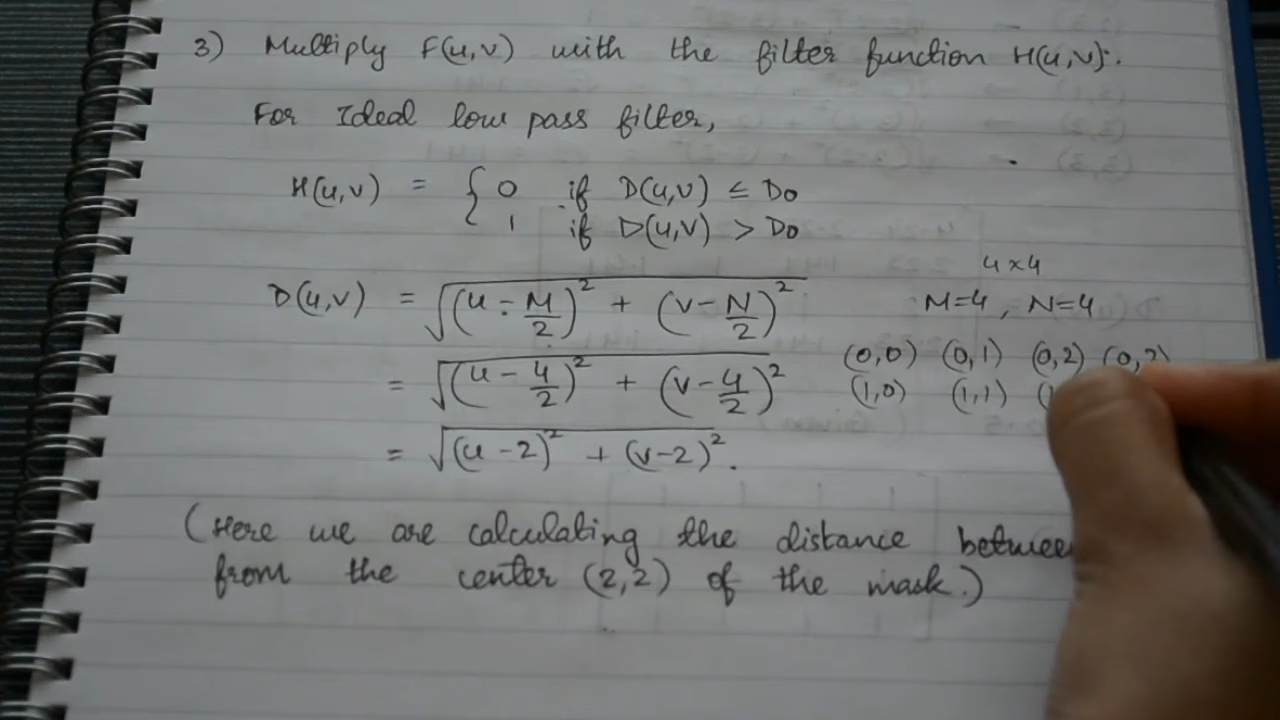 3) Multiply F(u,v) with the filter function H(u,v):.
For Ideal low pass filter,
H(u,v) = { 0 if D(u,v) ≤ D0
1 if D(u,v) > D0
4x4
D(u,v) = √(u - M/2)² + (v - N/2)²
M=4, N=4
= √(u - 4/2)² + (v - 4/2)²
(0,0) (0,1) (0,2)
(1,0) (1,1)
= √(u-2)² + (v-2)².
(Here we are calculating the distance between
from the center (2,2) of the mask.)